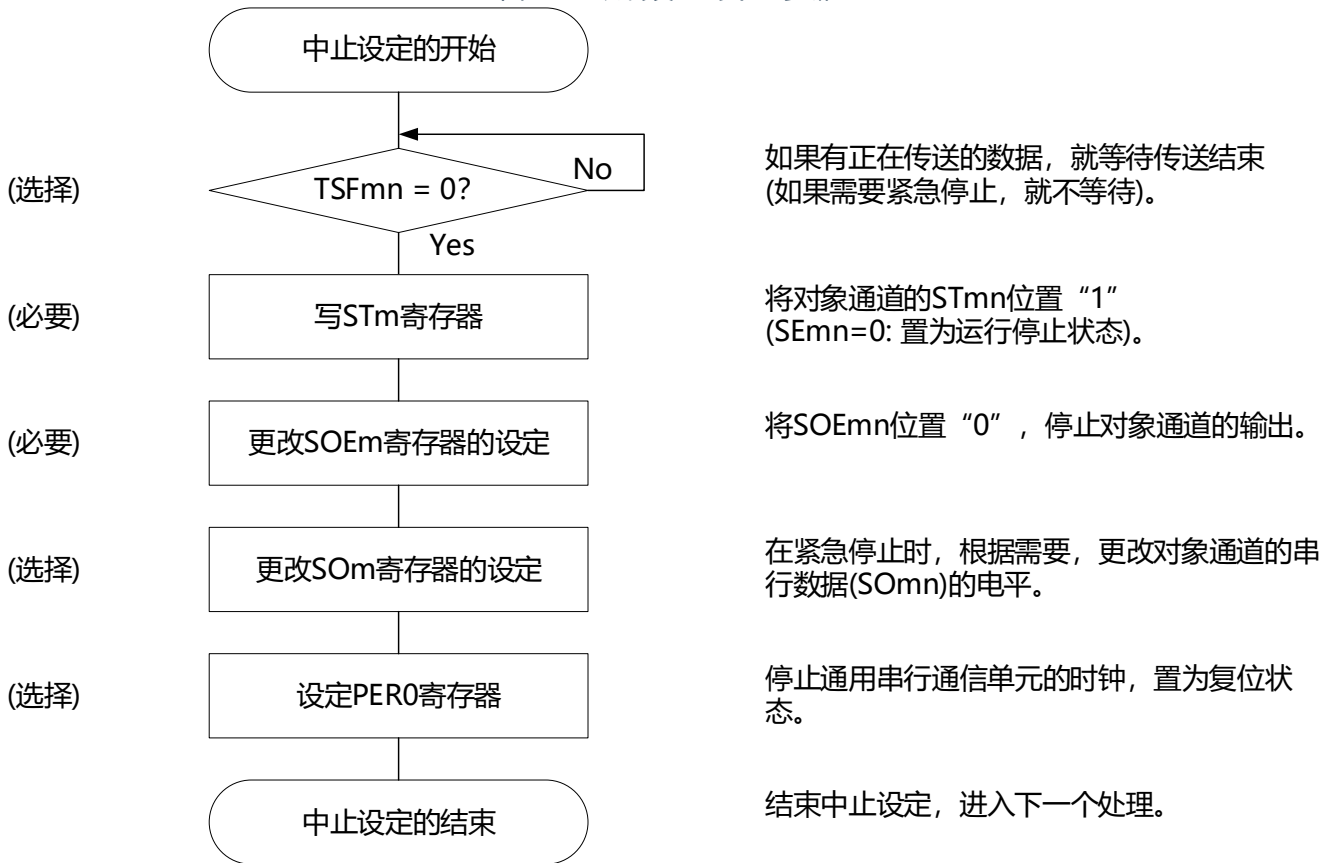 中止设定的开始
(选择)
TSFmn = 0?
No
Yes
如果有正在传送的数据，就等待传送结束
(如果需要紧急停止，就不等待)。
(必要)
写STm寄存器
将对象通道的STmn位置“1”
(SEmn=0: 置为运行停止状态)。
(必要)
更改SOEm寄存器的设定
将SOEmn位置“0”，停止对象通道的输出。
(选择)
更改SOm寄存器的设定
在紧急停止时，根据需要，更改对象通道的串
行数据(SOmn)的电平。
(选择)
设定PER0寄存器
停止通用串行通信单元的时钟，置为复位状
态。
中止设定的结束
结束中止设定，进入下一个处理。